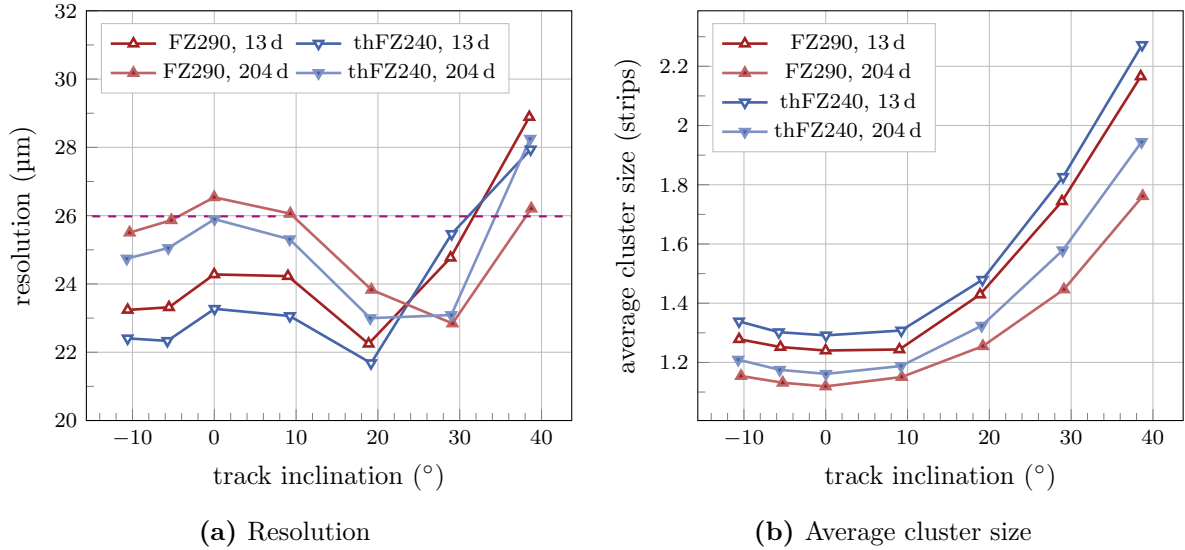 32
30
28
26
24
22
20
resolution (µm)
FZ290, 13 d
thFZ240, 13 d
FZ290, 204 d
thFZ240, 204 d
−10
0
10
20
30
40
track inclination (°)
(a) Resolution
2.2
2
1.8
1.6
1.4
1.2
average cluster size (strips)
FZ290, 13 d
FZ290, 204 d
thFZ240, 13 d
thFZ240, 204 d
−10
0
10
20
30
40
track inclination (°)
(b) Average cluster size